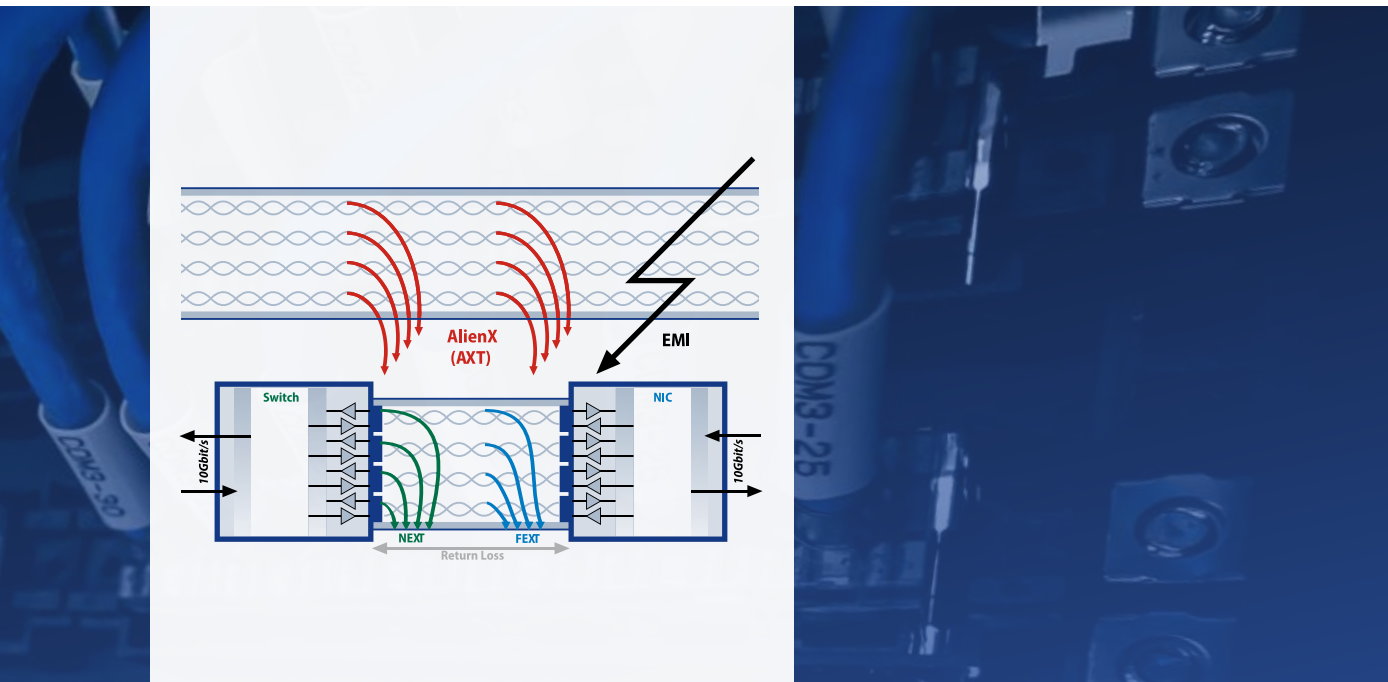 AlienX
(AXT)
EMI
Switch
NIC
10Gbit/s
10Gbit/s
NEXT
FEXT
Return Loss
COM3-30
COM3-25